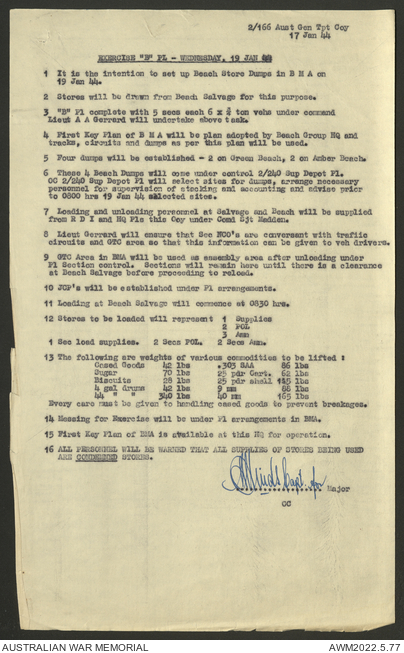 2/166 Aust Gen Tpt Coy
17 Jan 44
EXERCISE "B" PL - WEDNESDAY, 19 JAN 44
1 It is the intention to set up Beach Store Dumps in B M A on
19 Jan 44.
2 Stores will be drawn from Beach Salvage for this purpose.
3 "B" Pl complete with 5 secs each 6 x ¾ ton vehs under command
Lieut A A Gerrard will undertake above task.
4 First Key Plan of B M A will be plan adopted by Beach Group HQ and
tracks, circuits and dumps as per this plan will be used.
5 Four dumps will be established - 2 on Green Beach, 2 on Amber Beach.
6 These 4 Beach Dumps will come under control 2/240 Sup Depot Pl.
OC 2/240 Sup Depot Pl will select sites for dumps, arrange necessary
personnel for supervision of stacking and accounting and advise prior
to 0800 hrs 19 Jan 44 selected sites.
7 Loading and unloading personnel at Salvage and Beach will be supplied
from R D I and HQ Pls this Coy under Comd Sjt Madden.
8 Lieut Gerrard will ensure that Sec NCO's are conversant with traffic
circuits and GTC area so that this information can be given to veh drivers.
9 GTC Area in BMA will be used as assembly area after unloading under
Pl Section control. Sections will remain here until there is a clearance
at Beach Salvage before proceeding to reload.
10 JOP's will be established under Pl arrangements.
11 Loading at Beach Salvage will commence at 0830 hrs.
12 Stores to be loaded will represent 1 Supplies
2 POL
3 Amn
1 Sec load supplies. 2 Secs POL. 2 Secs Amn.
13 The following are weights of various commodities to be lifted :
Cased Goods 42 lbs .303 SAA 86 lbs
Sugar 70 lbs 25 pdr Cart. 62 lbs
Biscuits 28 lbs 25 pdr shell 115 lbs
4 gal drums 42 lbs 9 mm 88 lbs
44 " " 340 lbs 40 mm 165 lbs
Every care must be given to handling cased goods to prevent breakages.
14 Messing for Exercise will be under Pl arrangements in BMA.
15 First Key Plan of BMA is available at this HQ for operation.
16 ALL PERSONNEL WILL BE WARNED THAT ALL SUPPLIES OF STORES BEING USED
ARE CONDEMNED STORES.
Capt for Major
OC
AUSTRALIAN WAR MEMORIAL AWM2022.5.77